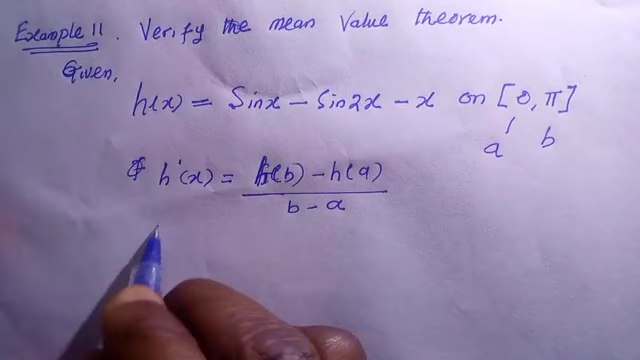 Example 11. Verify the mean Value theorem.
Given,
h(x) = Sinx - Sin2x - x on [0, π]
a b
h'(x) = h(b) - h(a)
b - a